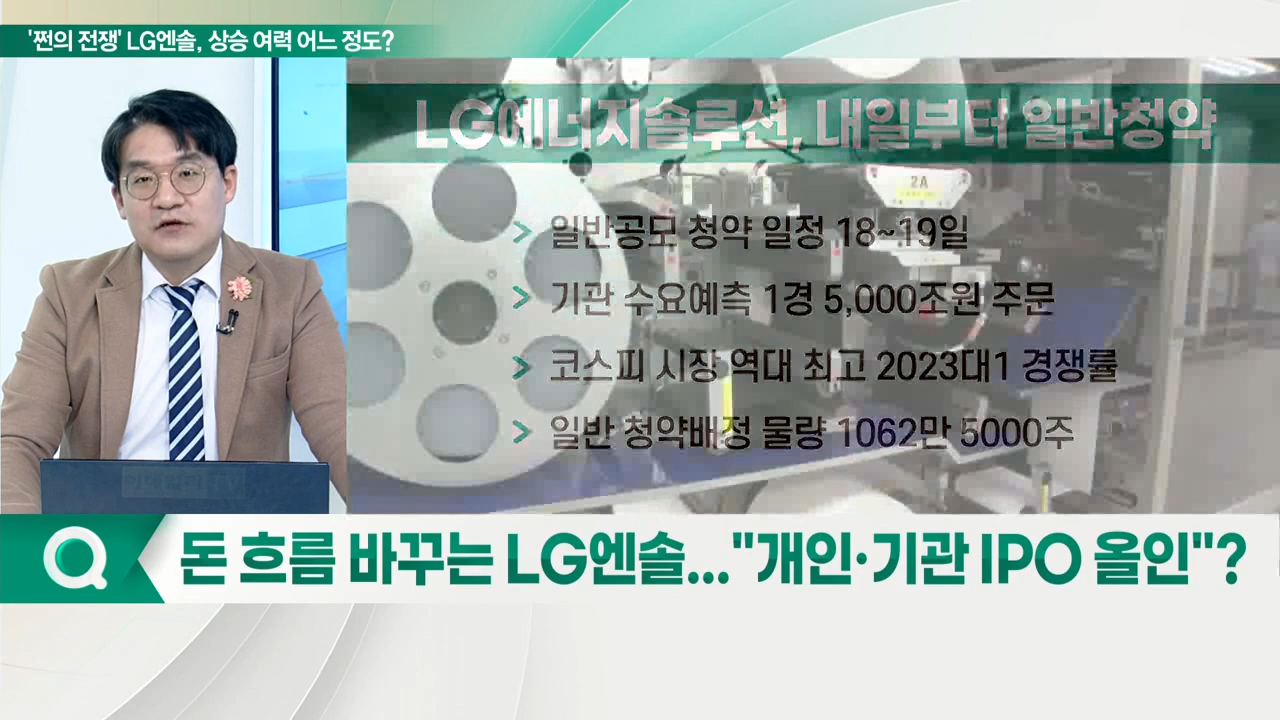 '쩐의 전쟁' LG엔솔, 상승 여력 어느 정도?
LG에너지솔루션, 내일부터 일반청약
2A
> 일반공모 청약 일정 18~19일
> 기관 수요예측 1경 5,000조원 주문
> 코스피 시장 역대 최고 2023대1 경쟁률
> 일반 청약배정 물량 1062만 5000주
돈 흐름 바꾸는 LG엔솔..."개인·기관 IPO 올인"?